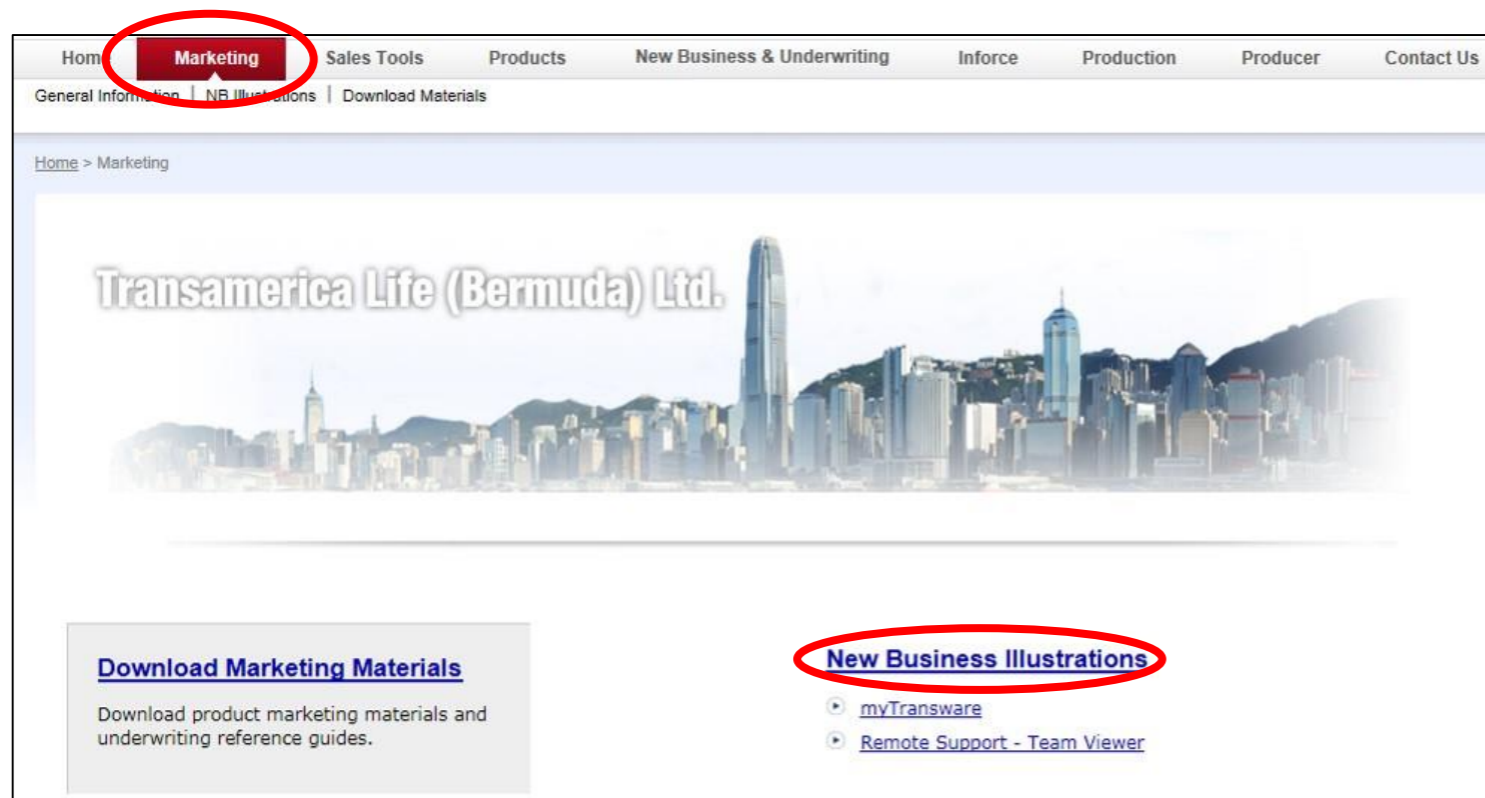 Home Marketing Sales Tools Products New Business & Underwriting Inforce Production Producer Contact Us
General Information | NB Illustrations | Download Materials
Home > Marketing
Transamerica Life (Bermuda) Ltd.
Download Marketing Materials
Download product marketing materials and
underwriting reference guides.
New Business Illustrations
myTransware
Remote Support - Team Viewer